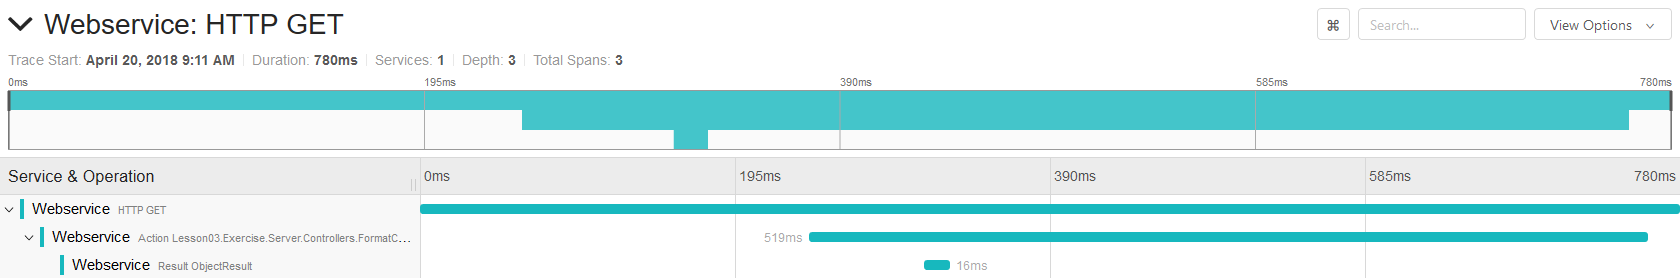 Webservice: HTTP GET
⌘ Search... View Options
Trace Start: April 20, 2018 9:11 AM Duration: 780ms Services: 1 Depth: 3 Total Spans: 3
0ms 195ms 390ms 585ms 780ms
Service & Operation 0ms 195ms 390ms 585ms 780ms
Webservice HTTP GET
Webservice Action Lesson03.Exercise.Server.Controllers.FormatC... 519ms
Webservice Result ObjectResult 16ms